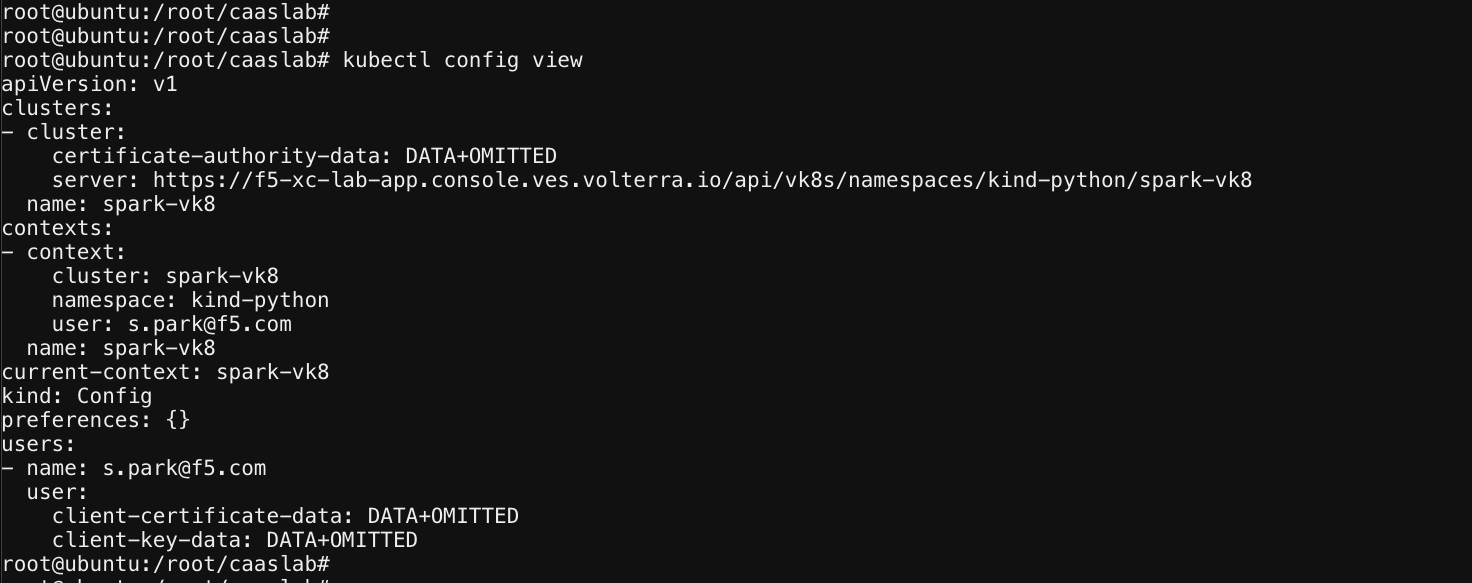 root@ubuntu:/root/caaslab#
root@ubuntu:/root/caaslab#
root@ubuntu:/root/caaslab# kubectl config view
apiVersion: v1
clusters:
- cluster:
    certificate-authority-data: DATA+OMITTED
    server: https://f5-xc-lab-app.console.ves.volterra.io/api/vk8s/namespaces/kind-python/spark-vk8
  name: spark-vk8
contexts:
- context:
    cluster: spark-vk8
    namespace: kind-python
    user: s.park@f5.com
  name: spark-vk8
current-context: spark-vk8
kind: Config
preferences: {}
users:
- name: s.park@f5.com
  user:
    client-certificate-data: DATA+OMITTED
    client-key-data: DATA+OMITTED
root@ubuntu:/root/caaslab#